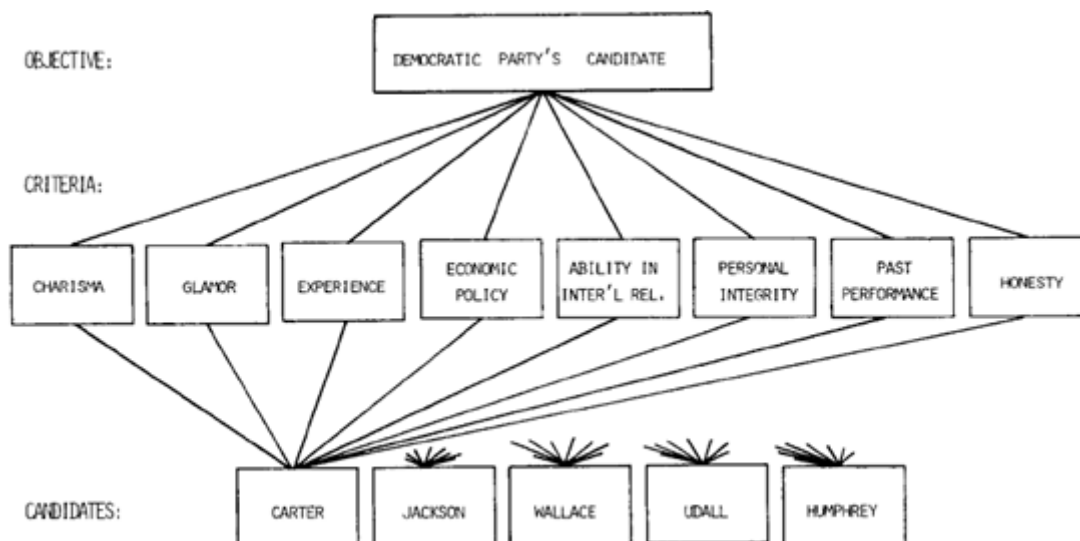 OBJECTIVE:
DEMOCRATIC PARTY'S CANDIDATE
CRITERIA:
CHARISMA
GLAMOR
EXPERIENCE
ECONOMIC
POLICY
ABILITY IN
INTER'L REL.
PERSONAL
INTEGRITY
PAST
PERFORMANCE
HONESTY
CANDIDATES:
CARTER
JACKSON
WALLACE
UDALL
HUMPHREY